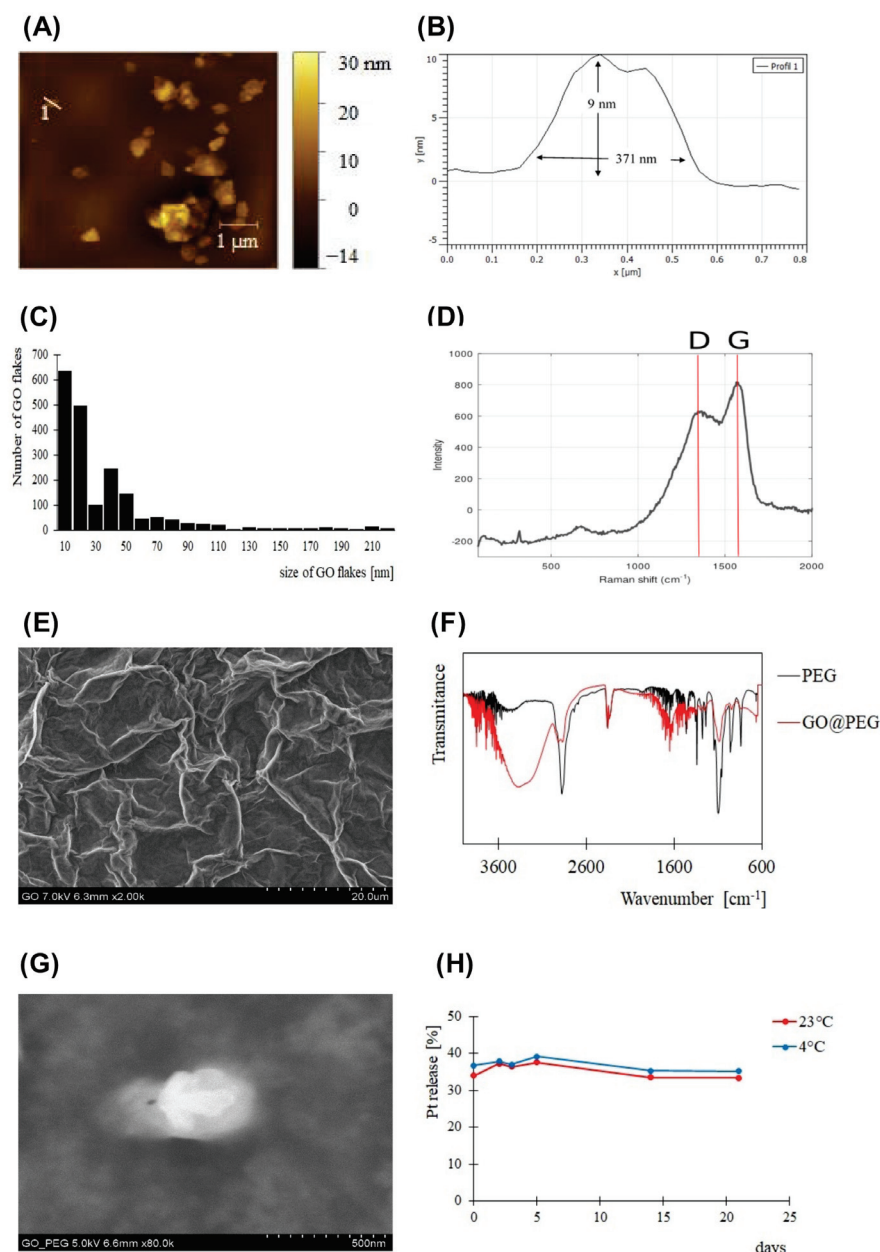 (A)
30 nm
20
10
0
−14
1
1 μm
(B)
10
5
0
-5
y [nm]
Profil 1
9 nm
371 nm
0.0 0.1 0.2 0.3 0.4 0.5 0.6 0.7 0.8
x [μm]
(C)
700
600
500
400
300
200
100
0
Number of GO flakes
10 30 50 70 90 110 130 150 170 190 210
size of GO flakes [nm]
(D)
D G
1000
800
600
400
200
0
-200
Intensity
500 1000 1500 2000
Raman shift (cm-1)
(E)
GO 7.0kV 6.3mm x2.00k 20.0um
(F)
Transmitance
PEG
GO@PEG
3600 2600 1600 600
Wavenumber [cm-1]
(G)
GO_PEG 5.0kV 6.6mm x80.0k 500nm
(H)
50
40
30
20
10
0
Pt release [%]
23°C
4°C
0 5 10 15 20 25
days